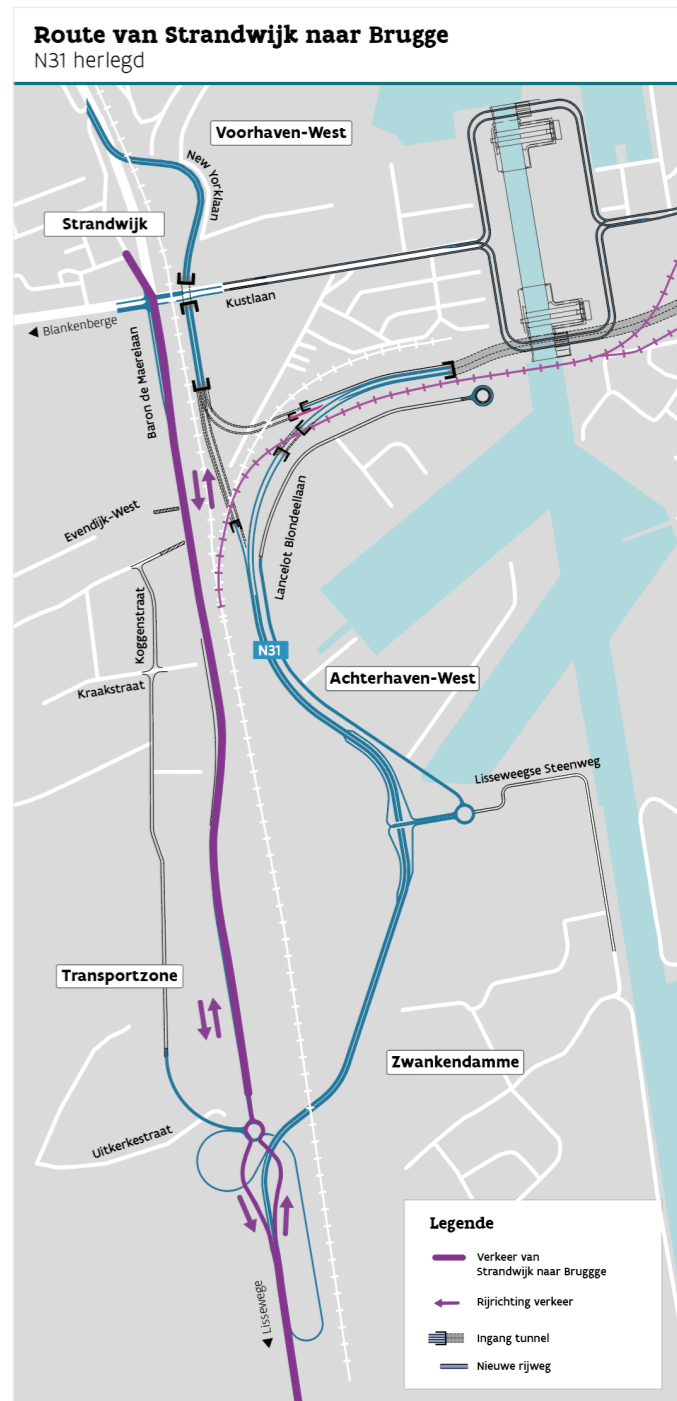 Route van Strandwijk naar Brugge
N31 herlegd
Voorhaven-West
New Yorklaan
Strandwijk
Kustlaan
◀ Blankenberge
Baron de Maerelaan
Evendijk-West
Lancelot Blondeellaan
Koggenstraat
N31
Kraakstraat
Achterhaven-West
Lisseweegse Steenweg
Transportzone
Zwankendamme
Uitkerkestraat
◀ Lissewege
Legende
Verkeer van
Strandwijk naar Bruggge
Rijrichting verkeer
Ingang tunnel
Nieuwe rijweg